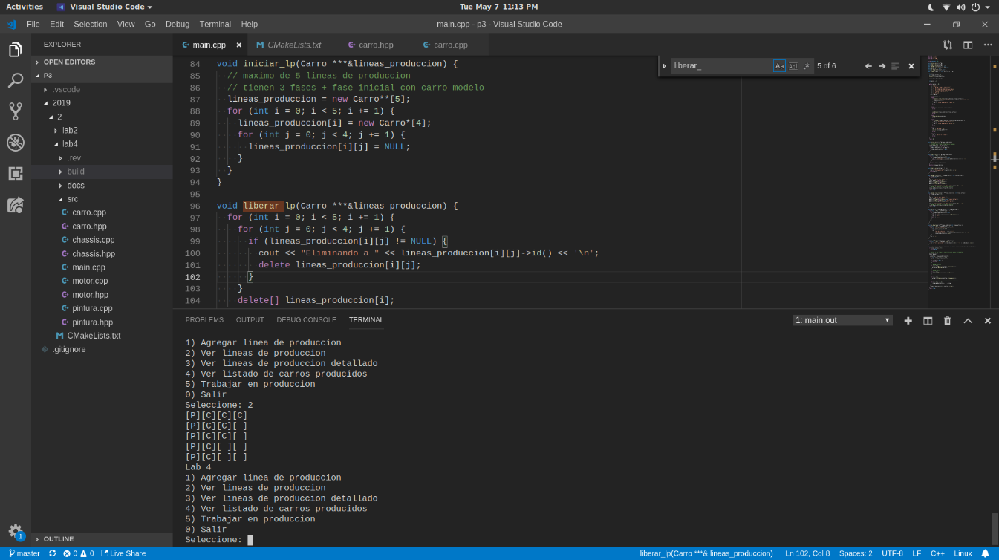 Activities Visual Studio Code Tue May 7 11:13 PM
File Edit Selection View Go Debug Terminal Help main.cpp - p3 - Visual Studio Code
EXPLORER
OPEN EDITORS
P3
.vscode
2019
2
lab2
lab4
.rev
build
docs
src
carro.cpp
carro.hpp
chassis.cpp
chassis.hpp
main.cpp
motor.cpp
motor.hpp
pintura.cpp
pintura.hpp
CMakeLists.txt
.gitignore
OUTLINE
main.cpp CMakeLists.txt carro.hpp carro.cpp
liberar_ Aa Abl .* 5 of 6
84 void iniciar_lp(Carro ***&lineas_produccion) {
85 // maximo de 5 lineas de produccion
86 // tienen 3 fases + fase inicial con carro modelo
87 lineas_produccion = new Carro**[5];
88 for (int i = 0; i < 5; i += 1) {
89 lineas_produccion[i] = new Carro*[4];
90 for (int j = 0; j < 4; j += 1) {
91 lineas_produccion[i][j] = NULL;
92 }
93 }
94 }
95
96 void liberar_lp(Carro ***&lineas_produccion) {
97 for (int i = 0; i < 5; i += 1) {
98 for (int j = 0; j < 4; j += 1) {
99 if (lineas_produccion[i][j] != NULL) {
100 cout << "Eliminando a " << lineas_produccion[i][j]->id() << '\n';
101 delete lineas_produccion[i][j];
102 }
103 }
104 delete[] lineas_produccion[i];
PROBLEMS OUTPUT DEBUG CONSOLE TERMINAL 1: main.out
1) Agregar linea de produccion
2) Ver lineas de produccion
3) Ver lineas de produccion detallado
4) Ver listado de carros producidos
5) Trabajar en produccion
0) Salir
Seleccione: 2
[P][C][C][C]
[P][C][C][ ]
[P][C][C][ ]
[P][C][ ][ ]
[P][C][ ][ ]
Lab 4
1) Agregar linea de produccion
2) Ver lineas de produccion
3) Ver lineas de produccion detallado
4) Ver listado de carros producidos
5) Trabajar en produccion
0) Salir
Seleccione:
1
master 0 0 Live Share liberar_lp(Carro ***& lineas_produccion) Ln 102, Col 8 Spaces: 2 UTF-8 LF C++ Linux